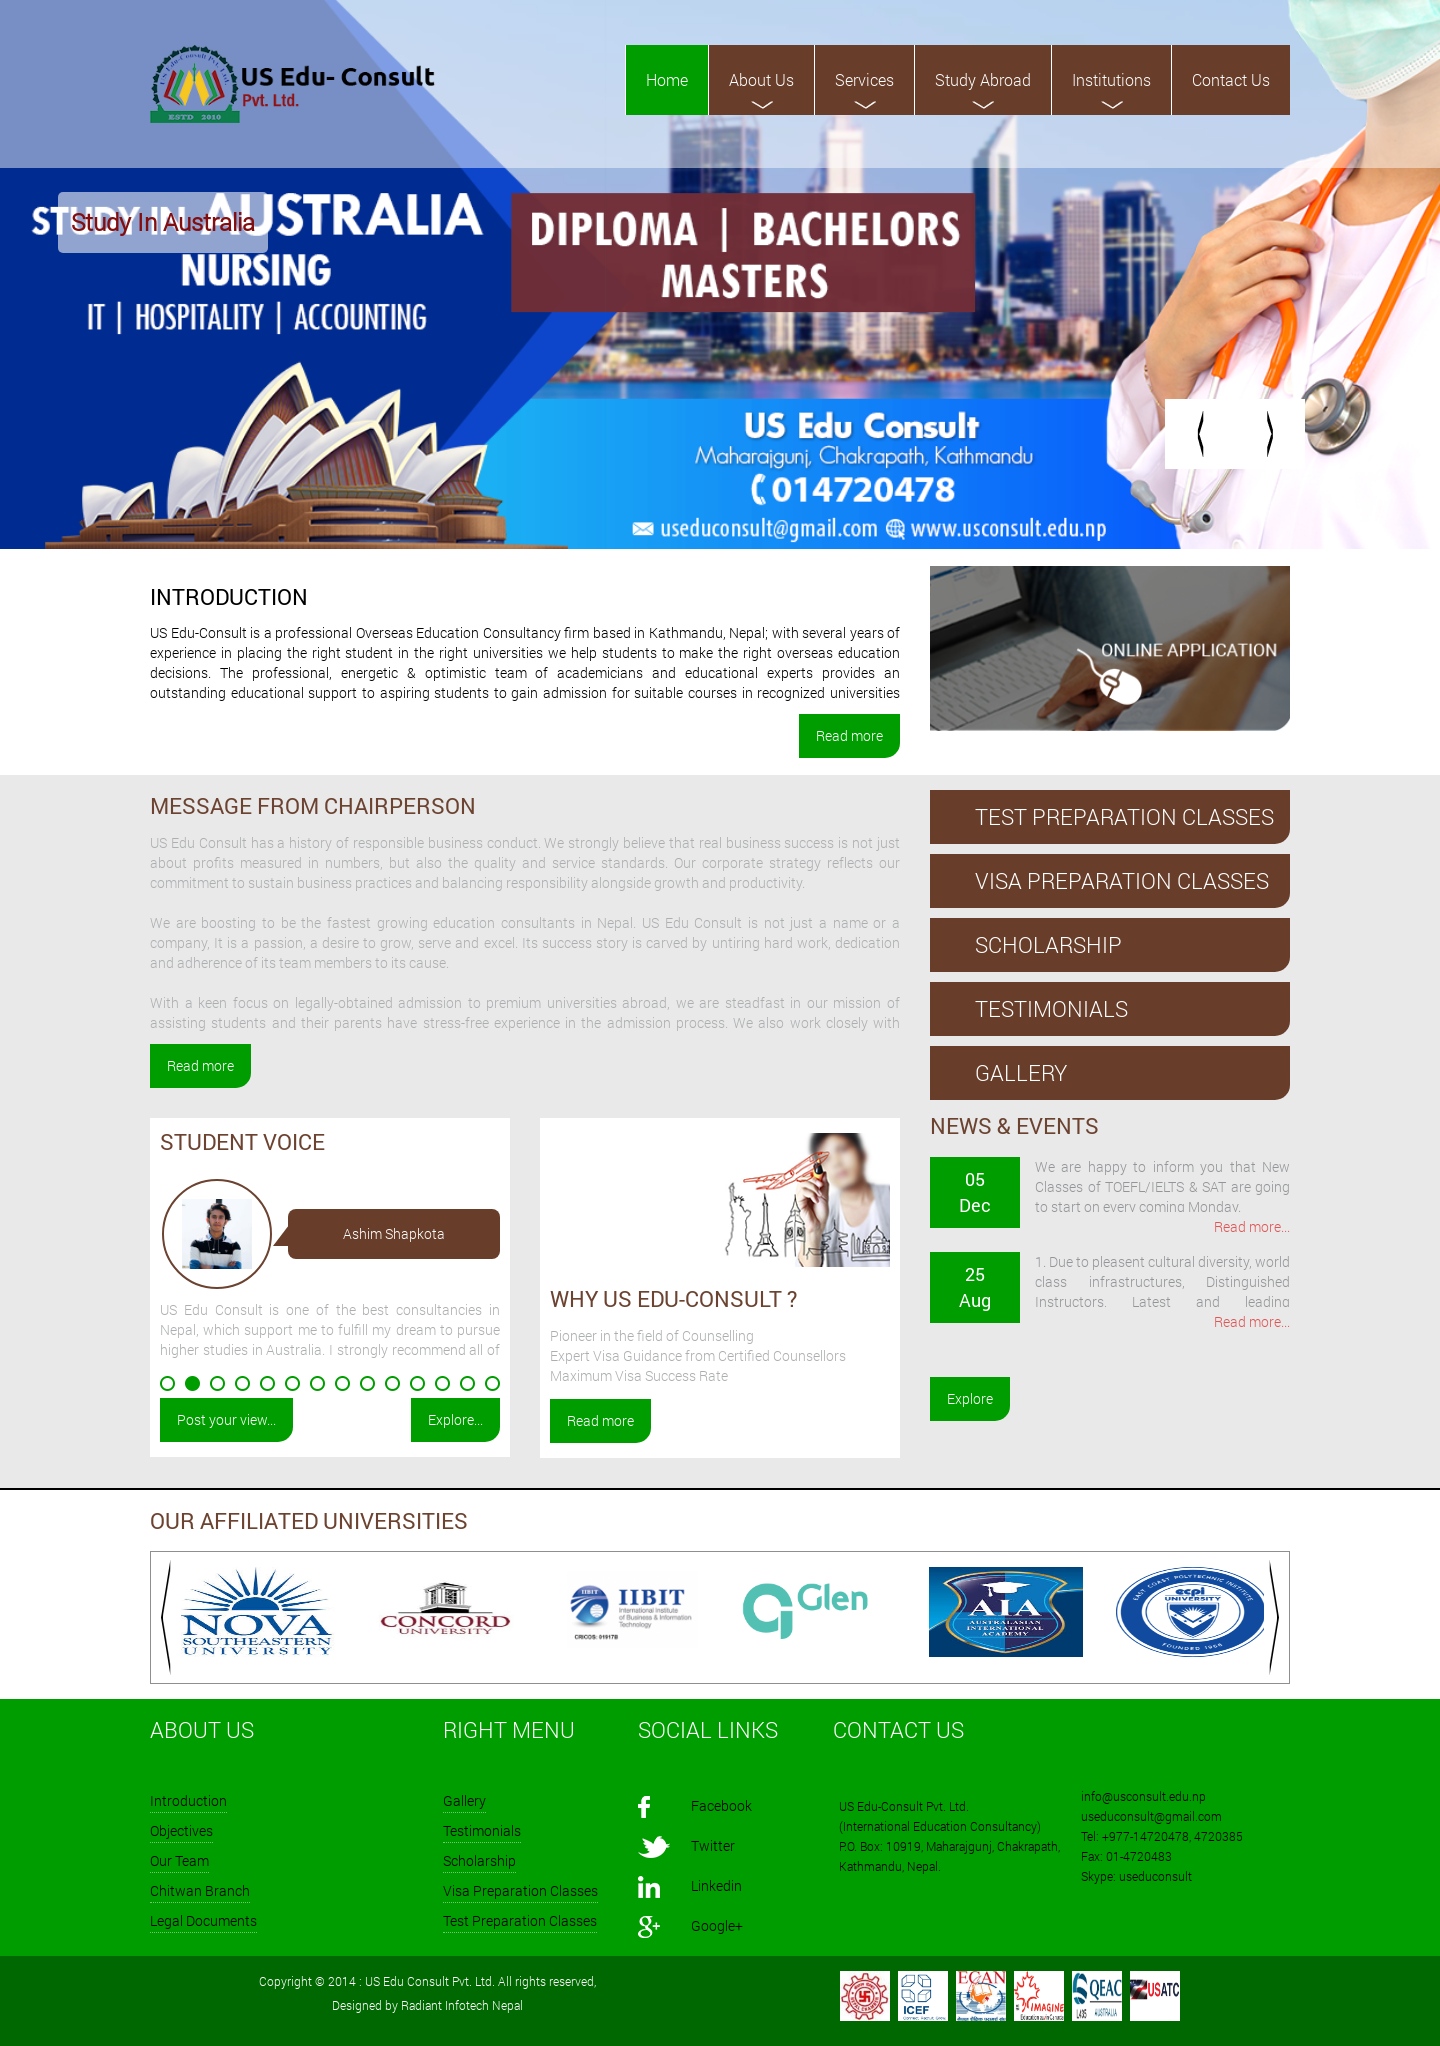 US Edu- Consult
Pvt. Ltd.
ESTD 2010
Home
About Us
Services
Study Abroad
Institutions
Contact Us
STUDY IN AUSTRALIA
Study In Australia
NURSING
IT | HOSPITALITY | ACCOUNTING
DIPLOMA | BACHELORS
MASTERS
US Edu Consult
Maharajgunj, Chakrapath, Kathmandu
014720478
useduconsult@gmail.com www.usconsult.edu.np
INTRODUCTION
US Edu-Consult is a professional Overseas Education Consultancy firm based in Kathmandu, Nepal; with several years of
experience in placing the right student in the right universities we help students to make the right overseas education
decisions. The professional, energetic & optimistic team of academicians and educational experts provides an
outstanding educational support to aspiring students to gain admission for suitable courses in recognized universities
Read more
ONLINE APPLICATION
MESSAGE FROM CHAIRPERSON
US Edu Consult has a history of responsible business conduct. We strongly believe that real business success is not just
about profits measured in numbers, but also the quality and service standards. Our corporate strategy reflects our
commitment to sustain business practices and balancing responsibility alongside growth and productivity.
We are boosting to be the fastest growing education consultants in Nepal. US Edu Consult is not just a name or a
company, It is a passion, a desire to grow, serve and excel. Its success story is carved by untiring hard work, dedication
and adherence of its team members to its cause.
With a keen focus on legally-obtained admission to premium universities abroad, we are steadfast in our mission of
assisting students and their parents have stress-free experience in the admission process. We also work closely with
Read more
TEST PREPARATION CLASSES
VISA PREPARATION CLASSES
SCHOLARSHIP
TESTIMONIALS
GALLERY
STUDENT VOICE
Ashim Shapkota
US Edu Consult is one of the best consultancies in
Nepal, which support me to fulfill my dream to pursue
higher studies in Australia. I strongly recommend all of
Post your view...
Explore...
WHY US EDU-CONSULT ?
Pioneer in the field of Counselling
Expert Visa Guidance from Certified Counsellors
Maximum Visa Success Rate
Read more
NEWS & EVENTS
05
Dec
We are happy to inform you that New
Classes of TOEFL/IELTS & SAT are going
to start on every coming Monday.
Read more...
25
Aug
1. Due to pleasent cultural diversity, world
class infrastructures, Distinguished
Instructors, Latest and leading
Read more...
Explore
OUR AFFILIATED UNIVERSITIES
NOVA
SOUTHEASTERN
UNIVERSITY
CONCORD
UNIVERSITY
IIBIT
IIBIT
International Institute
of Business & Information
Technology
CRICOS: 01917B
Glen
AIA
AUSTRALASIAN
INTERNATIONAL
ACADEMY
EAST COAST POLYTECHNIC INSTITUTE
ecpi
UNIVERSITY
FOUNDED 1966
ABOUT US
Introduction
Objectives
Our Team
Chitwan Branch
Legal Documents
RIGHT MENU
Gallery
Testimonials
Scholarship
Visa Preparation Classes
Test Preparation Classes
SOCIAL LINKS
Facebook
Twitter
Linkedin
Google+
CONTACT US
US Edu-Consult Pvt. Ltd.
(International Education Consultancy)
P.O. Box: 10919, Maharajgunj, Chakrapath,
Kathmandu, Nepal.
info@usconsult.edu.np
useduconsult@gmail.com
Tel: +977-14720478, 4720385
Fax: 01-4720483
Skype: useduconsult
Copyright © 2014 : US Edu Consult Pvt. Ltd. All rights reserved,
Designed by Radiant Infotech Nepal
ICEF
ECAN
IMAGINE
QEAC
AUSTRALIA
USATC